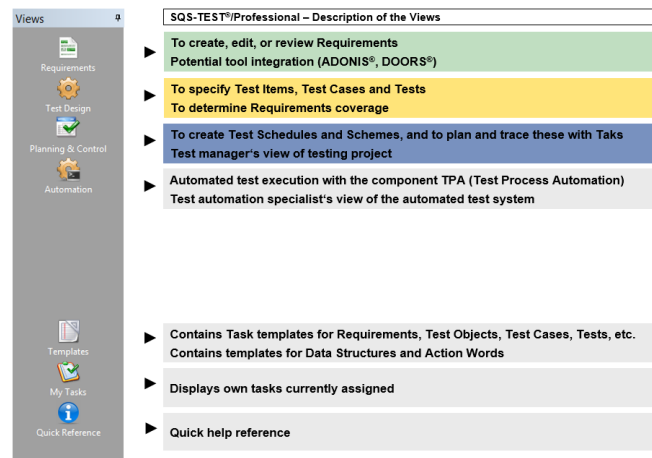 Views
SQS-TEST®/Professional – Description of the Views
Requirements
To create, edit, or review Requirements
Potential tool integration (ADONIS®, DOORS®)
Test Design
To specify Test Items, Test Cases and Tests
To determine Requirements coverage
Planning & Control
To create Test Schedules and Schemes, and to plan and trace these with Taks
Test manager‘s view of testing project
Automation
Automated test execution with the component TPA (Test Process Automation)
Test automation specialist‘s view of the automated test system
Templates
Contains Task templates for Requirements, Test Objects, Test Cases, Tests, etc.
Contains templates for Data Structures and Action Words
My Tasks
Displays own tasks currently assigned
Quick Reference
Quick help reference